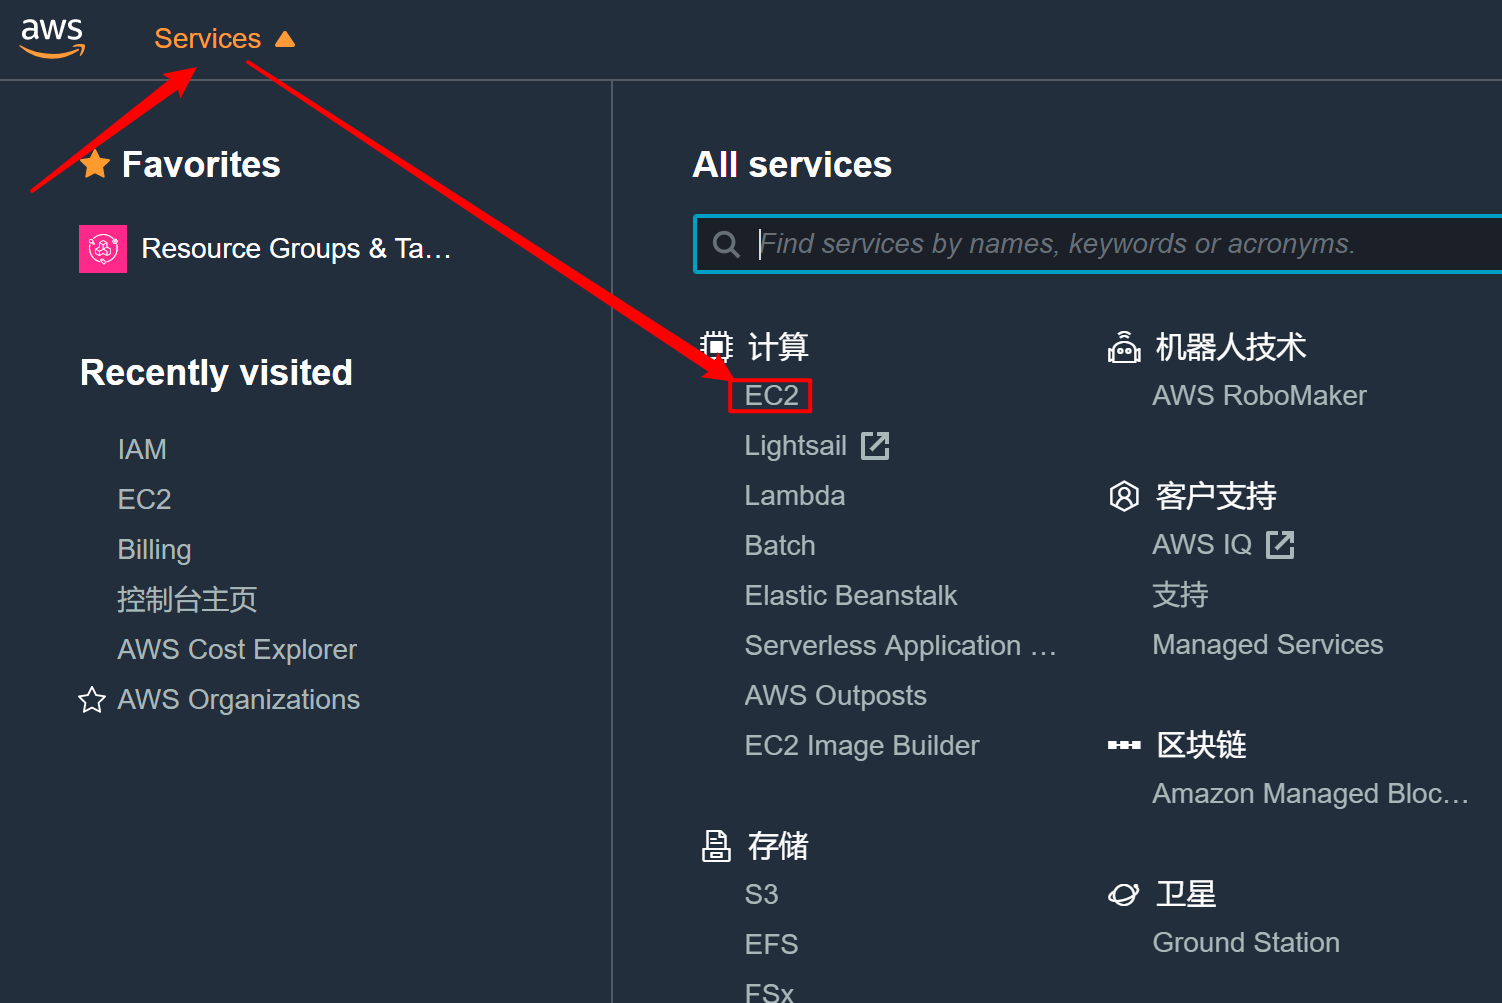 aws
Services
Favorites
Resource Groups & Ta…
Recently visited
IAM
EC2
Billing
控制台主页
AWS Cost Explorer
AWS Organizations
All services
Find services by names, keywords or acronyms.
计算
EC2
Lightsail
Lambda
Batch
Elastic Beanstalk
Serverless Application …
AWS Outposts
EC2 Image Builder
存储
S3
EFS
FSx
机器人技术
AWS RoboMaker
客户支持
AWS IQ
支持
Managed Services
区块链
Amazon Managed Bloc…
卫星
Ground Station